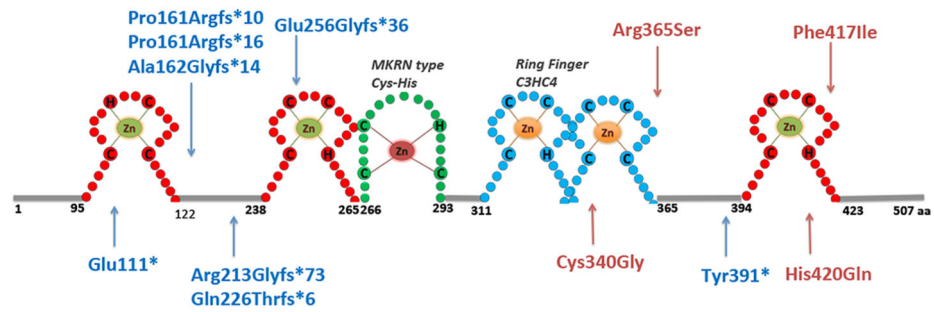 Pro161Argfs*10
Pro161Argfs*16
Ala162Glyfs*14
Glu256Glyfs*36
MKRN type
Cys-His
Ring Finger
C3HC4
Arg365Ser
Phe417Ile
H C
Zn
C C
C C
Zn
C H
C H
Zn
C C
C C
Zn
C H
C C
Zn
C C
C C
Zn
C H
1 95 122 238 265 266 293 311 365 394 423 507 aa
Glu111*
Arg213Glyfs*73
Gln226Thrfs*6
Cys340Gly
Tyr391*
His420Gln